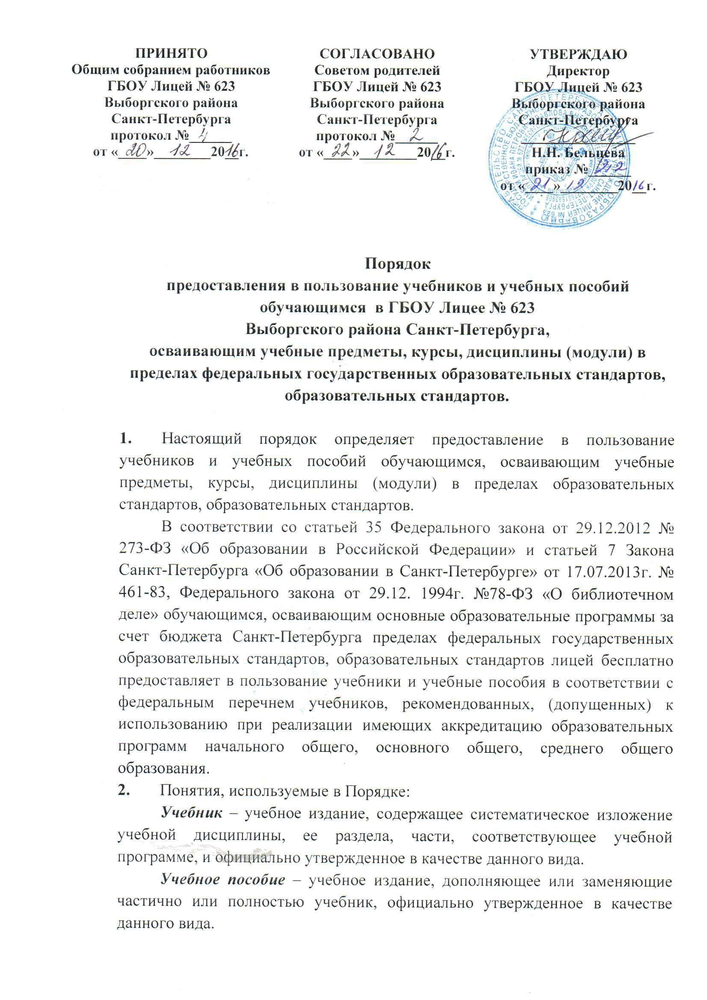 ПРИНЯТО
Общим собранием работников
ГБОУ Лицей № 623
Выборгского района
Санкт-Петербурга
протокол № 4
от «20» 12 2016г.
СОГЛАСОВАНО
Советом родителей
ГБОУ Лицей № 623
Выборгского района
Санкт-Петербурга
протокол № 2
от «22» 12 2016г.
УТВЕРЖДАЮ
Директор
ГБОУ Лицей № 623
Выборгского района
Санкт-Петербурга
Н.Н. Бельцева
приказ № 212
от «21» 12 2016г.
Порядок
предоставления в пользование учебников и учебных пособий
обучающимся в ГБОУ Лицее № 623
Выборгского района Санкт-Петербурга,
осваивающим учебные предметы, курсы, дисциплины (модули) в
пределах федеральных государственных образовательных стандартов,
образовательных стандартов.
1. Настоящий порядок определяет предоставление в пользование
учебников и учебных пособий обучающимся, осваивающим учебные
предметы, курсы, дисциплины (модули) в пределах образовательных
стандартов, образовательных стандартов.
В соответствии со статьей 35 Федерального закона от 29.12.2012 №
273-ФЗ «Об образовании в Российской Федерации» и статьей 7 Закона
Санкт-Петербурга «Об образовании в Санкт-Петербурге» от 17.07.2013г. №
461-83, Федерального закона от 29.12. 1994г. №78-ФЗ «О библиотечном
деле» обучающимся, осваивающим основные образовательные программы за
счет бюджета Санкт-Петербурга пределах федеральных государственных
образовательных стандартов, образовательных стандартов лицей бесплатно
предоставляет в пользование учебники и учебные пособия в соответствии с
федеральным перечнем учебников, рекомендованных, (допущенных) к
использованию при реализации имеющих аккредитацию образовательных
программ начального общего, основного общего, среднего общего
образования.
2. Понятия, используемые в Порядке:
Учебник – учебное издание, содержащее систематическое изложение
учебной дисциплины, ее раздела, части, соответствующее учебной
программе, и официально утвержденное в качестве данного вида.
Учебное пособие – учебное издание, дополняющее или заменяющие
частично или полностью учебник, официально утвержденное в качестве
данного вида.